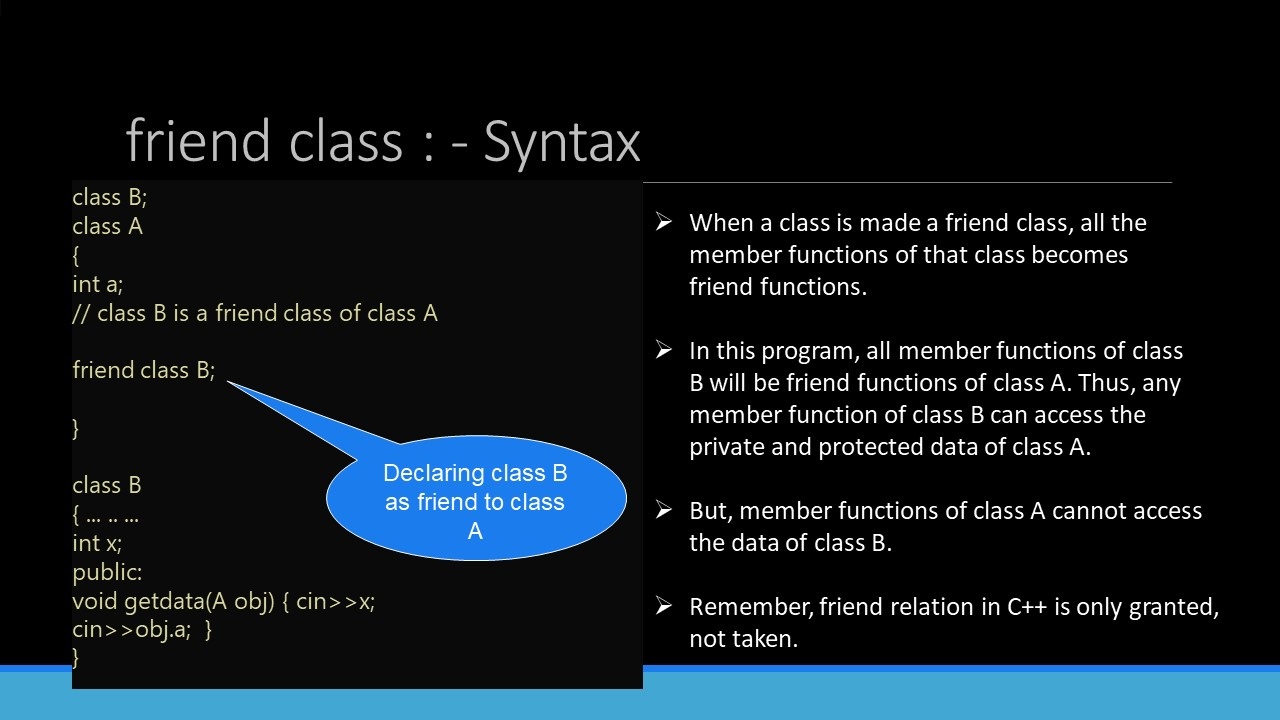 friend class : - Syntax
class B;
class A
{
int a;
// class B is a friend class of class A
friend class B;
}
class B
{ ... .. ...
int x;
public:
void getdata(A obj) { cin>>x;
cin>>obj.a;  }
}
Declaring class B
as friend to class
A
When a class is made a friend class, all the
member functions of that class becomes
friend functions.
In this program, all member functions of class
B will be friend functions of class A. Thus, any
member function of class B can access the
private and protected data of class A.
But, member functions of class A cannot access
the data of class B.
Remember, friend relation in C++ is only granted,
not taken.